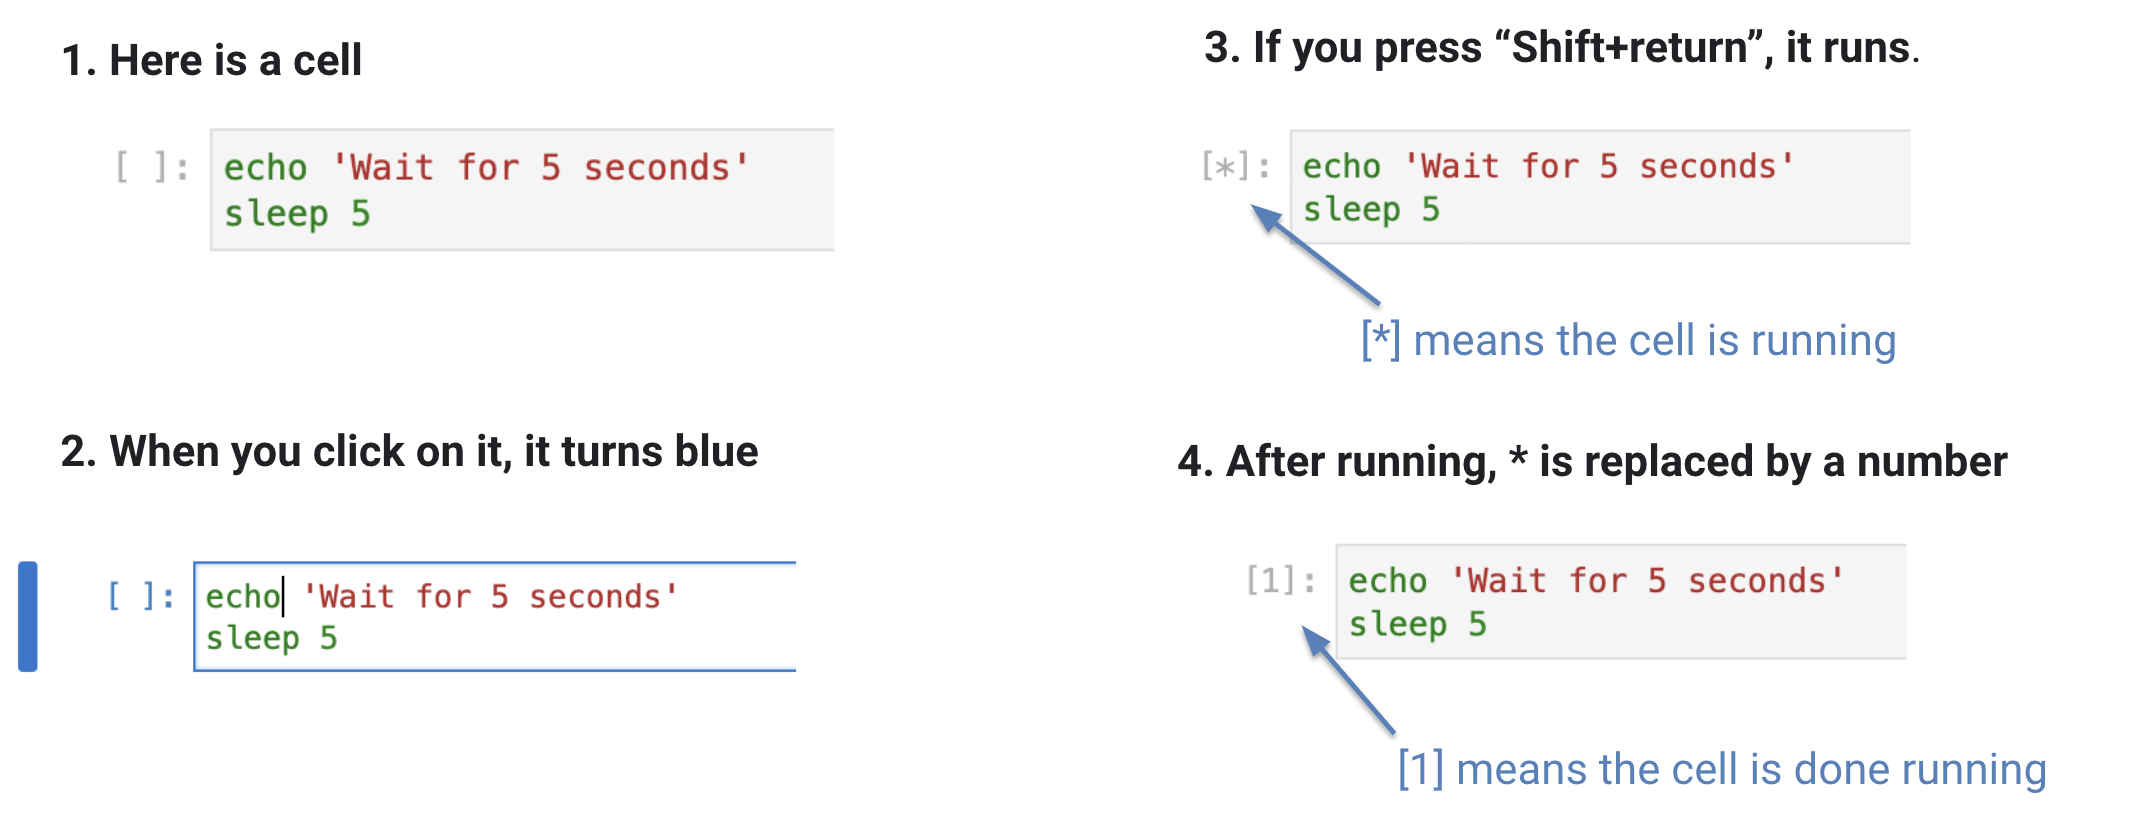 1. Here is a cell
[ ]: echo 'Wait for 5 seconds'
sleep 5
2. When you click on it, it turns blue
[ ]: echo 'Wait for 5 seconds'
sleep 5
3. If you press “Shift+return”, it runs.
[*]: echo 'Wait for 5 seconds'
sleep 5
[*] means the cell is running
4. After running, * is replaced by a number
[1]: echo 'Wait for 5 seconds'
sleep 5
[1] means the cell is done running